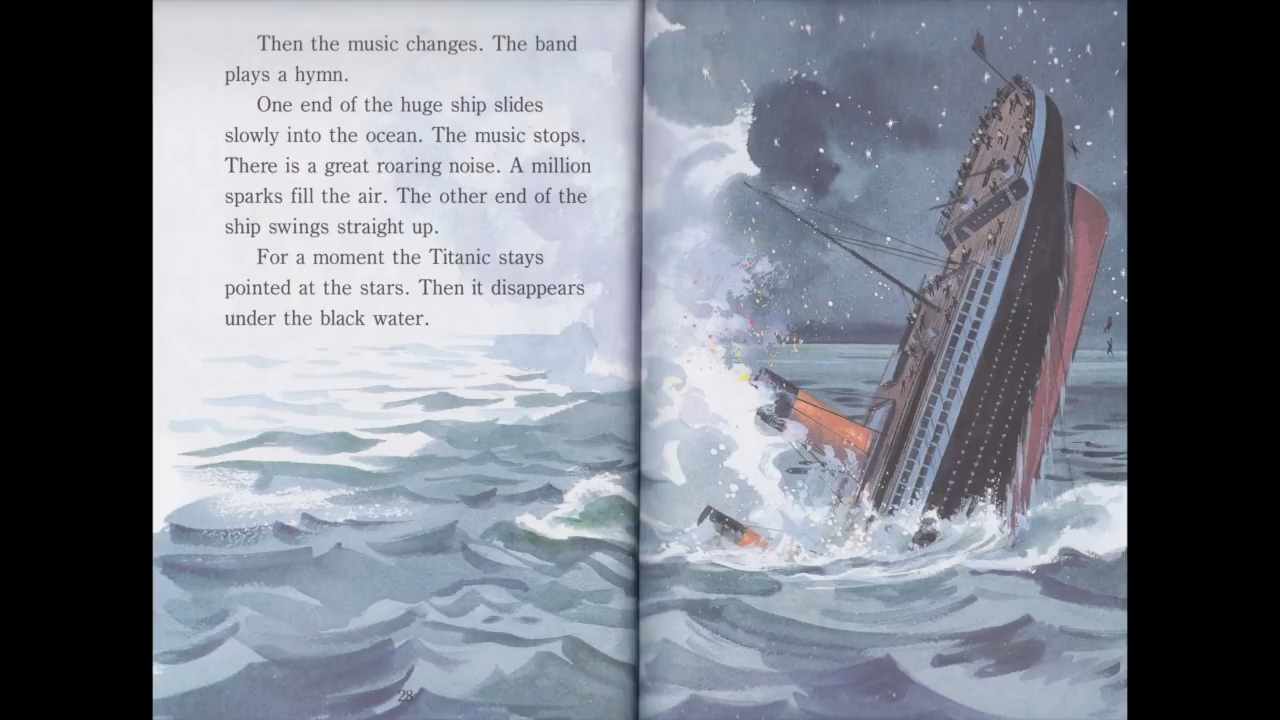 Then the music changes. The band
plays a hymn.
One end of the huge ship slides
slowly into the ocean. The music stops.
There is a great roaring noise. A million
sparks fill the air. The other end of the
ship swings straight up.
For a moment the Titanic stays
pointed at the stars. Then it disappears
under the black water.
28